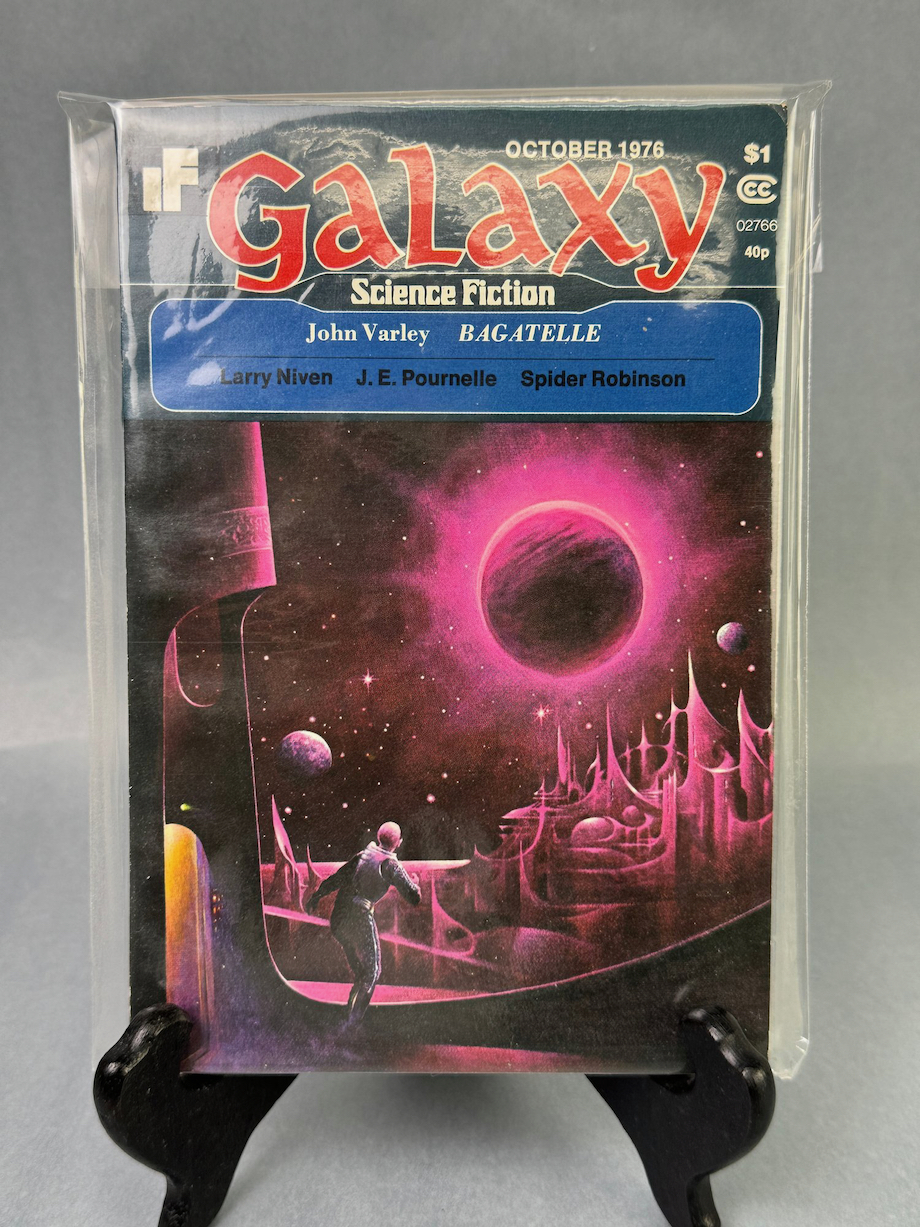 OCTOBER 1976
$1
IF
Galaxy
CC
02766
40p
Science Fiction
John Varley BAGATELLE
Larry Niven J. E. Pournelle Spider Robinson